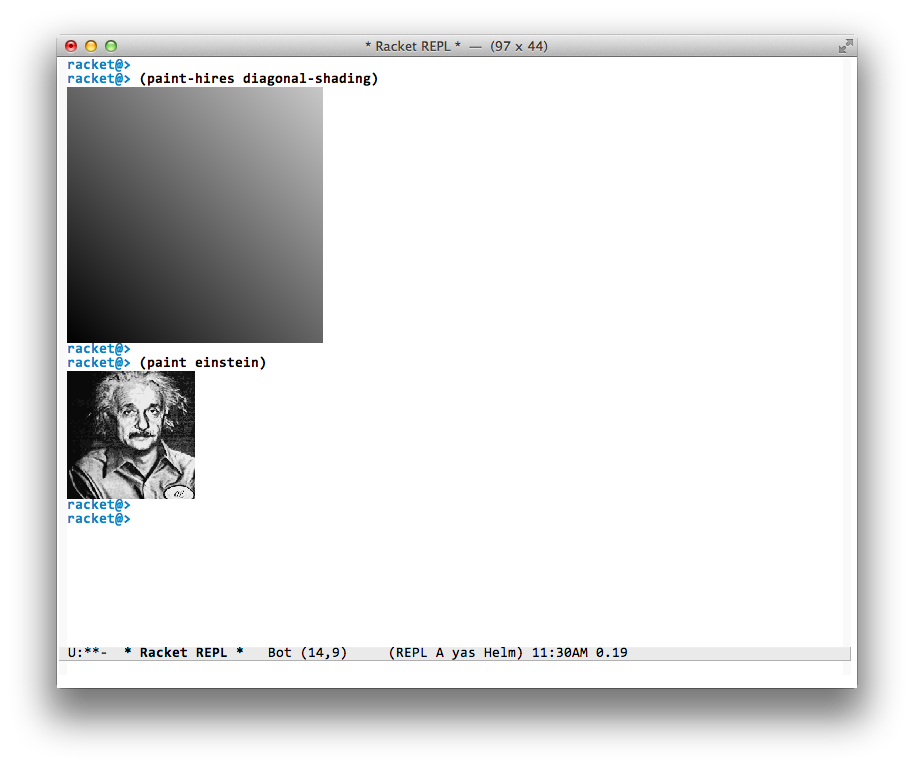 * Racket REPL *  —  (97 x 44)
racket@>
racket@> (paint-hires diagonal-shading)
racket@>
racket@> (paint einstein)
racket@>
racket@>
U:**-  * Racket REPL *   Bot (14,9)     (REPL A yas Helm) 11:30AM 0.19